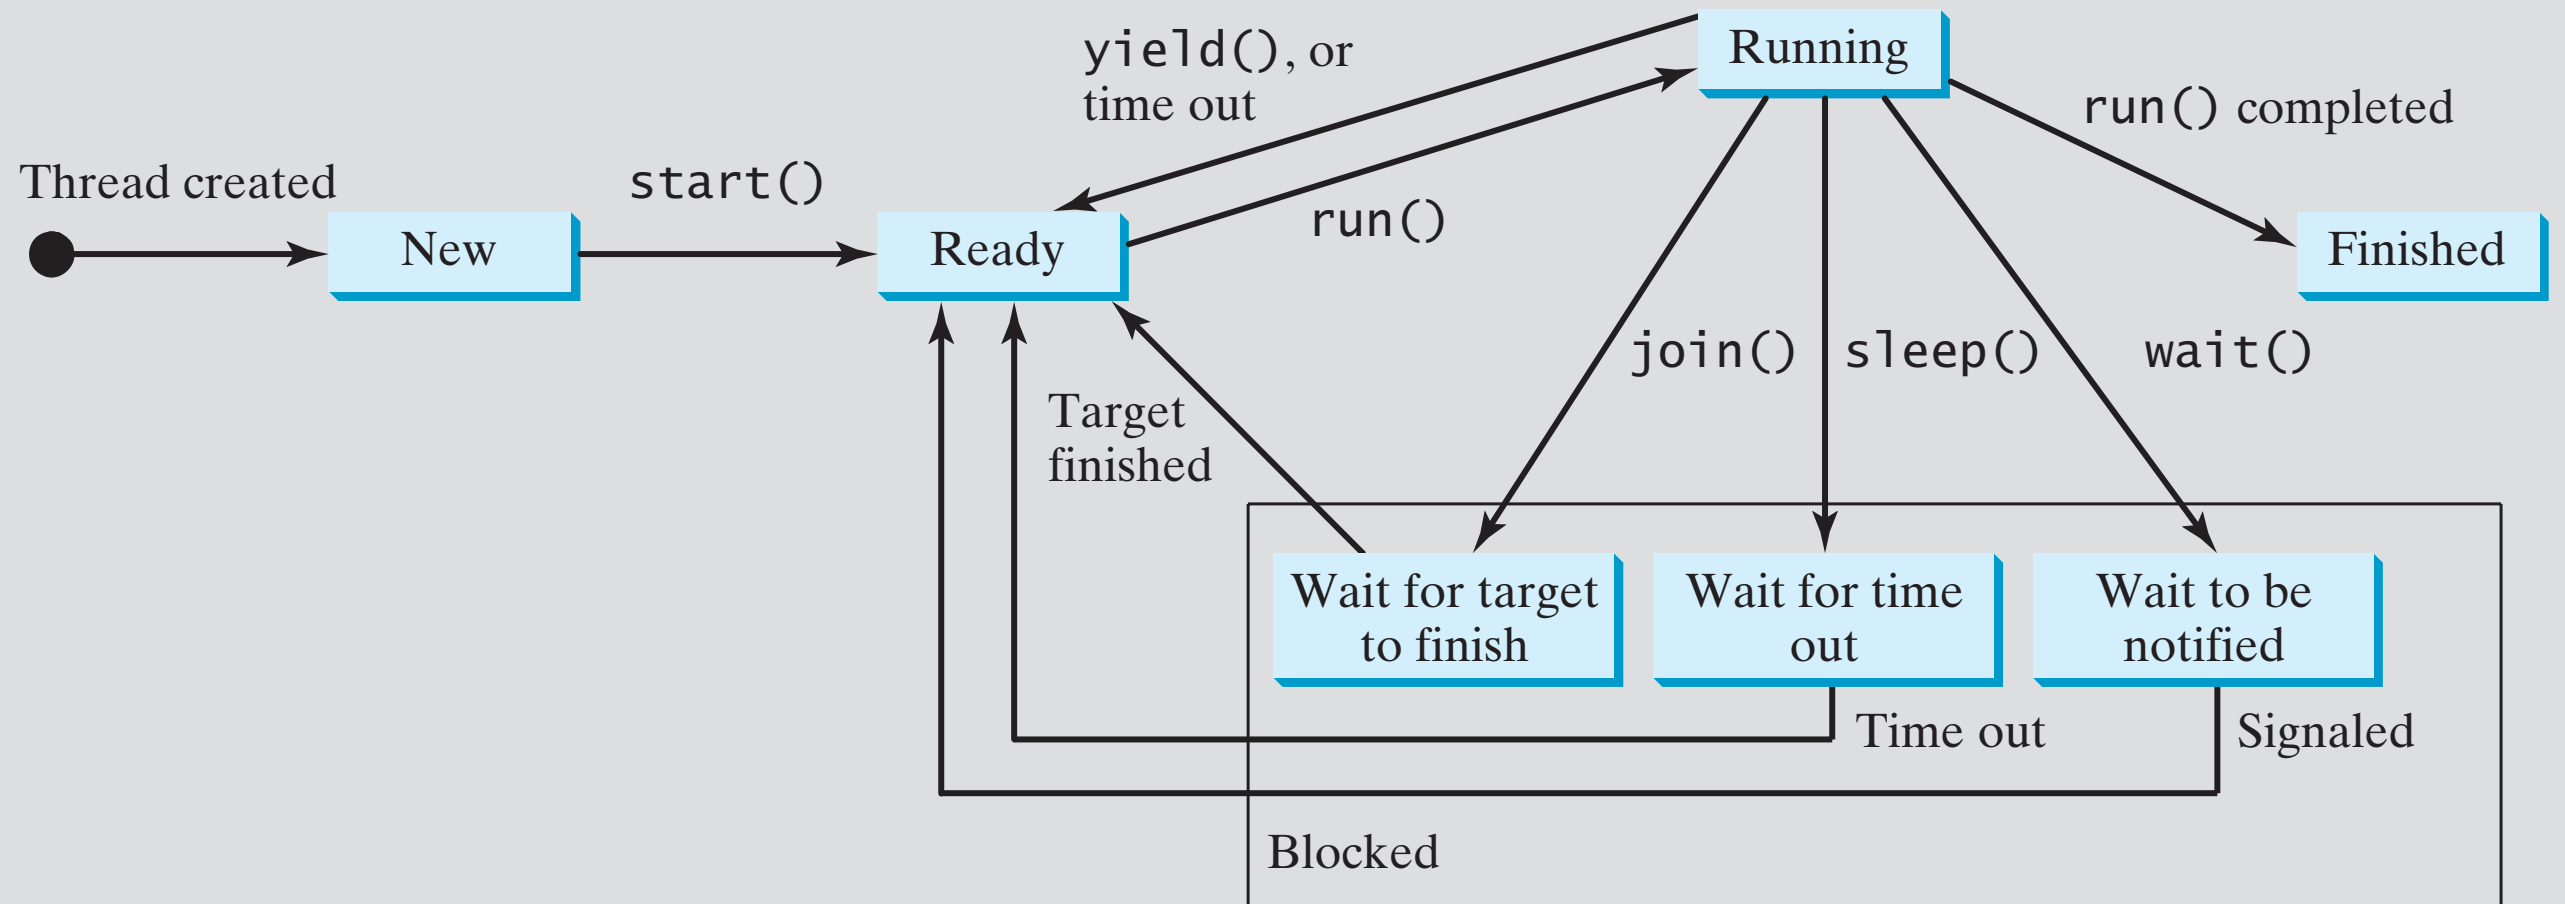 Running
yield(), or
time out
run() completed
Thread created
start()
run()
New
Ready
Finished
join()
sleep()
wait()
Target
finished
Wait for target
to finish
Wait for time
out
Wait to be
notified
Time out
Signaled
Blocked